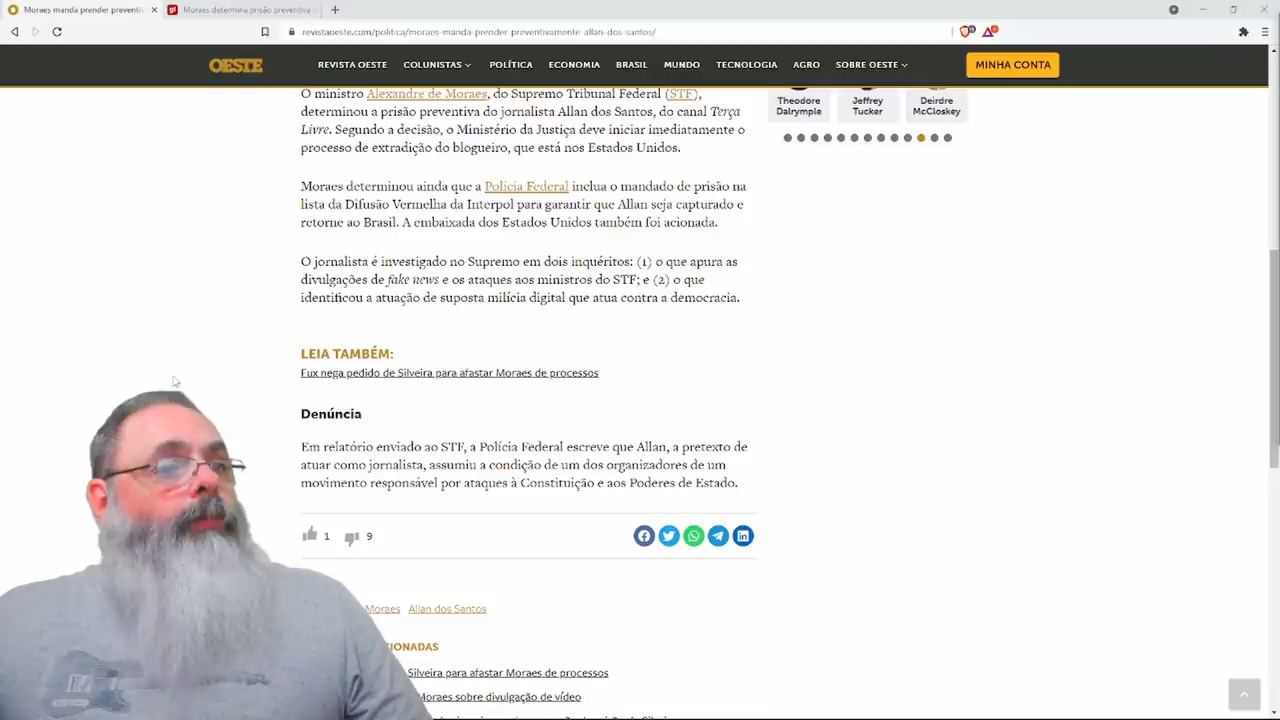 Moraes manda prender preventiv
Moraes determina prisão preventiva
revistaoeste.com/politica/moraes-manda-prender-preventivamente-allan-dos-santos/
OESTE
REVISTA OESTE
COLUNISTAS
POLÍTICA
ECONOMIA
BRASIL
MUNDO
TECNOLOGIA
AGRO
SOBRE OESTE
MINHA CONTA
O ministro Alexandre de Moraes, do Supremo Tribunal Federal (STF),
determinou a prisão preventiva do jornalista Allan dos Santos, do canal Terça
Livre. Segundo a decisão, o Ministério da Justiça deve iniciar imediatamente o
processo de extradição do blogueiro, que está nos Estados Unidos.
Theodore
Dalrymple
Jeffrey
Tucker
Deirdre
McCloskey
Moraes determinou ainda que a Polícia Federal inclua o mandado de prisão na
lista da Difusão Vermelha da Interpol para garantir que Allan seja capturado e
retorne ao Brasil. A embaixada dos Estados Unidos também foi acionada.
O jornalista é investigado no Supremo em dois inquéritos: (1) o que apura as
divulgações de fake news e os ataques aos ministros do STF; e (2) o que
identificou a atuação de suposta milícia digital que atua contra a democracia.
LEIA TAMBÉM:
Fux nega pedido de Silveira para afastar Moraes de processos
Denúncia
Em relatório enviado ao STF, a Polícia Federal escreve que Allan, a pretexto de
atuar como jornalista, assumiu a condição de um dos organizadores de um
movimento responsável por ataques à Constituição e aos Poderes de Estado.
1
9
Moraes Allan dos Santos
IONADAS
Silveira para afastar Moraes de processos
Moraes sobre divulgação de vídeo